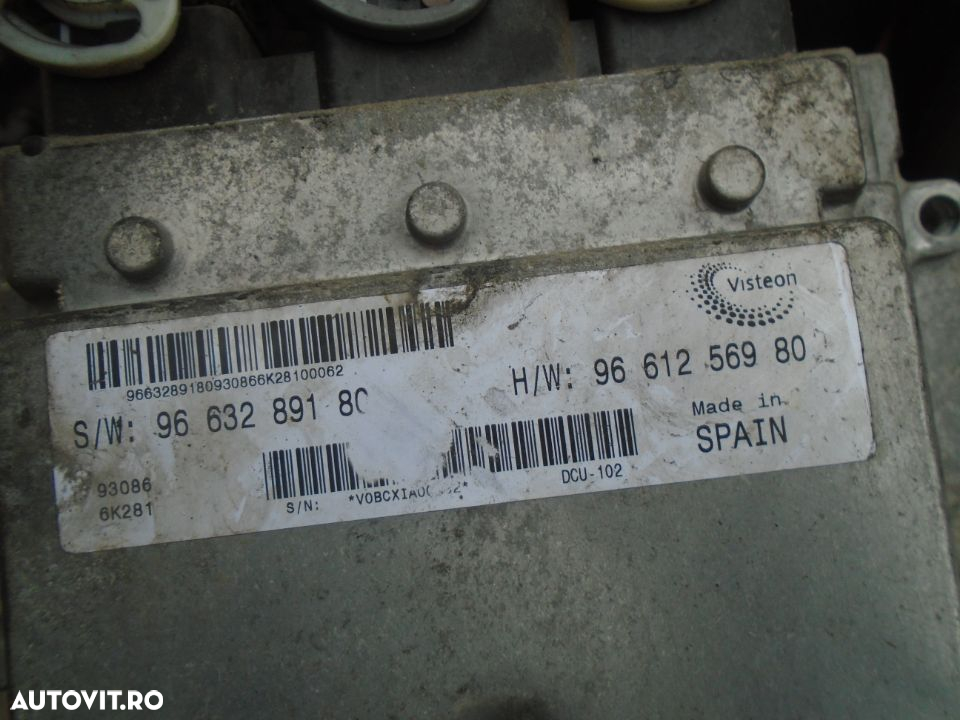 Visteon
9663289180930866K28100062
H/W: 96 612 569 80
S/W: 96 632 891 80
Made in
SPAIN
93086
6K281
DCU-102
S/N:
AUTOVIT.RO